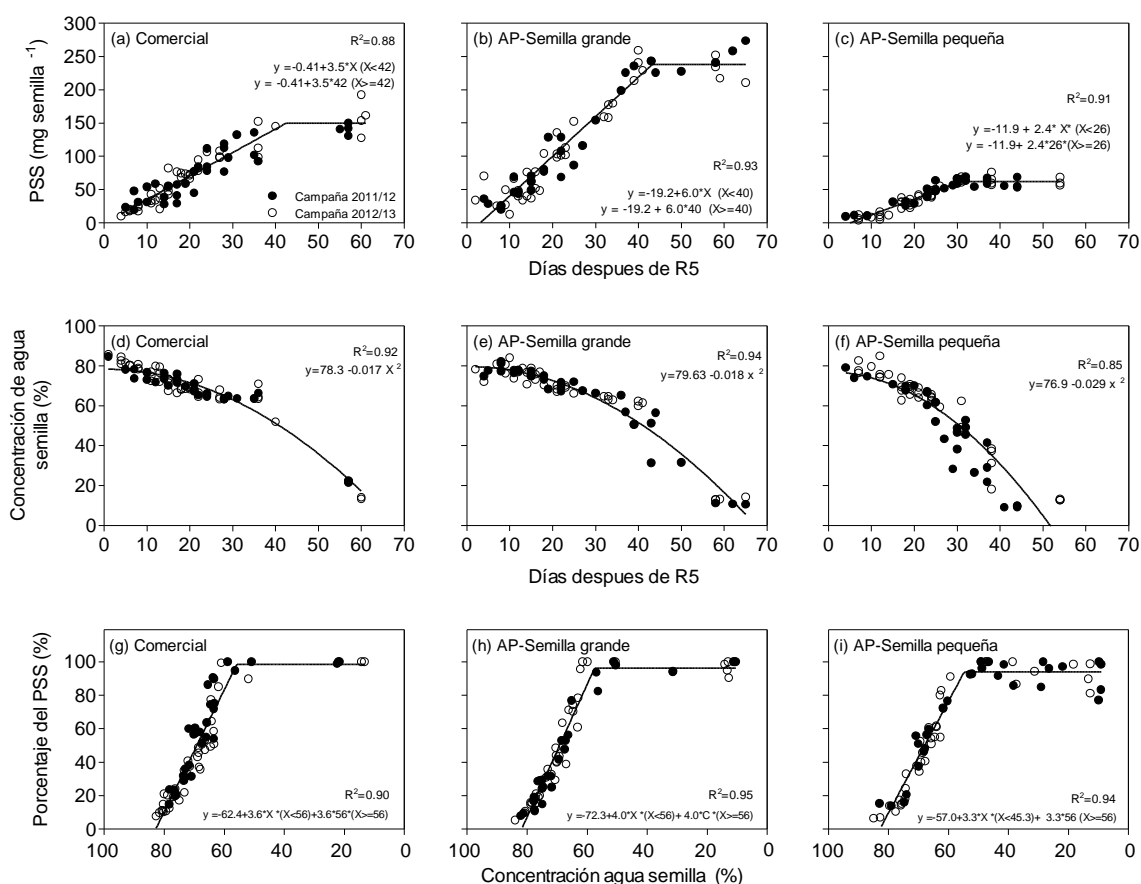 PSS (mg semilla -1)
300
250
200
150
100
50
0
(a) Comercial
R2=0.88
y =-0.41+3.5*X (X<42)
y = -0.41+3.5*42 (X>=42)
Campaña 2011/12
Campaña 2012/13
(b) AP-Semilla grande
R2=0.93
y =-19.2+6.0*X (X<40)
y = -19.2 + 6.0*40 (X>=40)
(c) AP-Semilla pequeña
R2=0.91
y =-11.9 + 2.4* X* (X<26)
y = -11.9+ 2.4*26*(X>=26)
0 10 20 30 40 50 60 70
0 10 20 30 40 50 60 70
0 10 20 30 40 50 60 70
Días despues de R5
Días despues de R5
Concentración de agua
semilla (%)
100
80
60
40
20
0
(d) Comercial
R2=0.92
y=78.3 -0.017 X 2
(e) AP-Semilla grande
R2=0.94
y=79.63 -0.018 x 2
(f) AP-Semilla pequeña
R2=0.85
y=76.9 -0.029 x 2
0 10 20 30 40 50 60 70
0 10 20 30 40 50 60 70
0 10 20 30 40 50 60 70
Días despues de R5
Días despues de R5
Porcentaje del PSS (%)
100
80
60
40
20
0
(g) Comercial
R2=0.90
y =-62.4+3.6*X *(X<56)+3.6*56*(X>=56)
(h) AP-Semilla grande
R2=0.95
y =-72.3+4.0*X *(X<56)+ 4.0*C *(X>=56)
(i) AP-Semilla pequeña
R2=0.94
y =-57.0+3.3*X *(X<45.3)+ 3.3*56 (X>=56)
100 80 60 40 20 0
100 80 60 40 20 0
100 80 60 40 20 0
Concentración agua semilla (%)